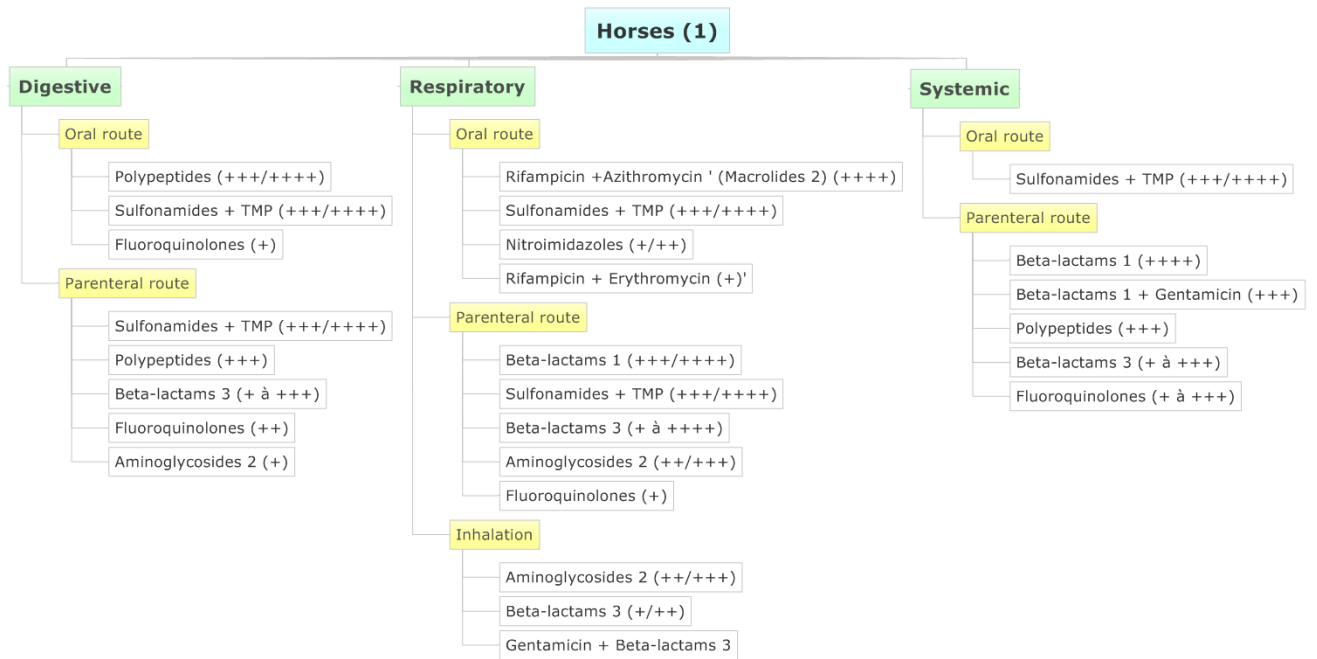 Horses (1)
Digestive
Oral route
Polypeptides (+++/++++)
Sulfonamides + TMP (+++/++++)
Fluoroquinolones (+)
Parenteral route
Sulfonamides + TMP (+++/++++)
Polypeptides (+++)
Beta-lactams 3 (+ à +++)
Fluoroquinolones (++)
Aminoglycosides 2 (+)
Respiratory
Oral route
Rifampicin +Azithromycin ' (Macrolides 2) (++++)
Sulfonamides + TMP (+++/++++)
Nitroimidazoles (+/++)
Rifampicin + Erythromycin (+)'
Parenteral route
Beta-lactams 1 (+++/++++)
Sulfonamides + TMP (+++/++++)
Beta-lactams 3 (+ à ++++)
Aminoglycosides 2 (++/+++)
Fluoroquinolones (+)
Inhalation
Aminoglycosides 2 (++/+++)
Beta-lactams 3 (+/++)
Gentamicin + Beta-lactams 3
Systemic
Oral route
Sulfonamides + TMP (+++/++++)
Parenteral route
Beta-lactams 1 (++++)
Beta-lactams 1 + Gentamicin (+++)
Polypeptides (+++)
Beta-lactams 3 (+ à +++)
Fluoroquinolones (+ à +++)